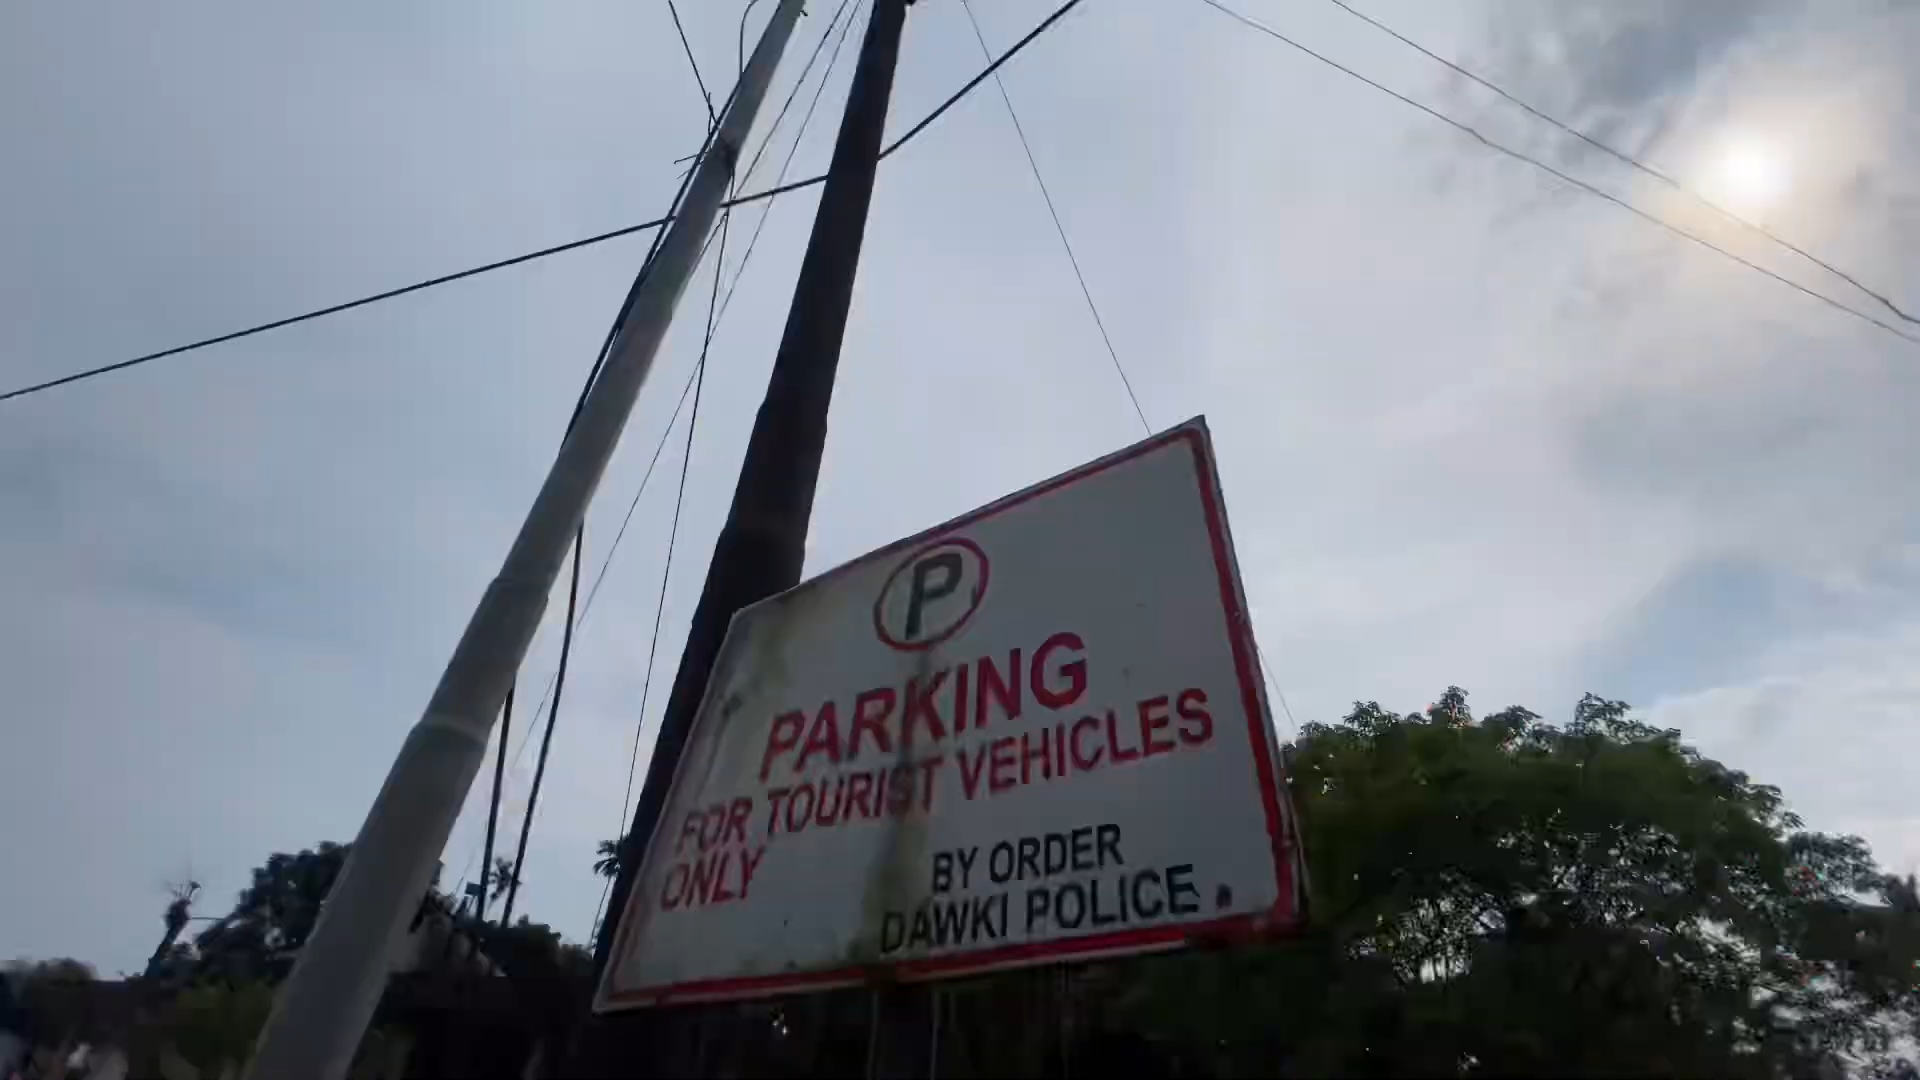 P
PARKING
FOR TOURIST VEHICLES
ONLY
BY ORDER
DAWKI POLICE